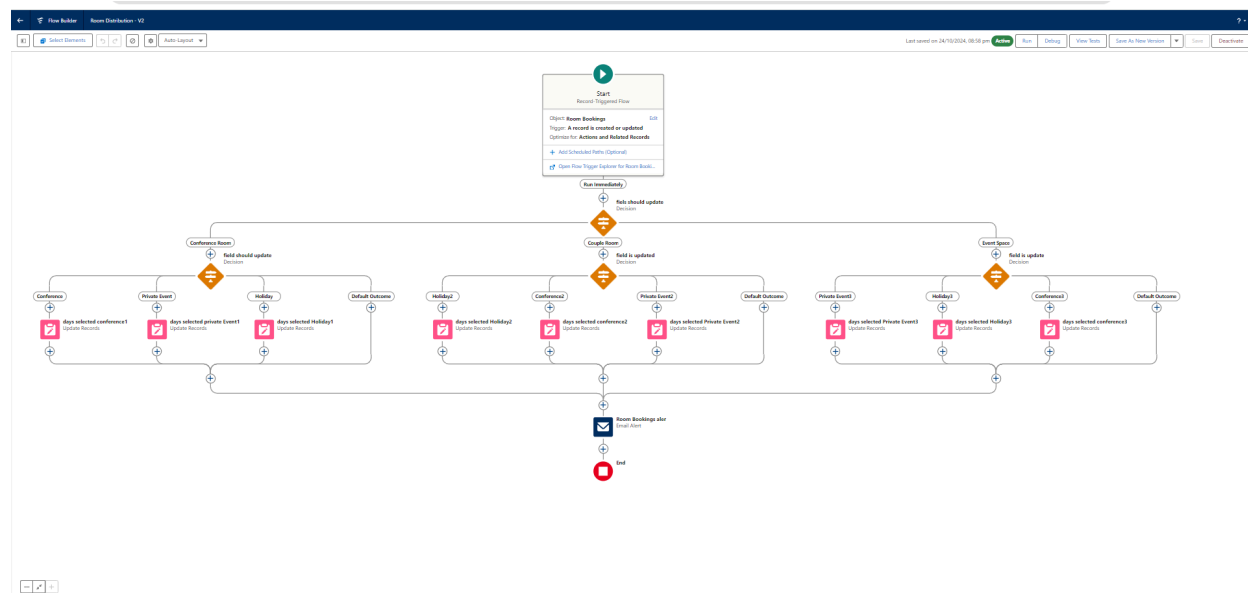 Flow Builder Room Distribution - V2
?
Select Elements Auto-Layout Last saved on 24/10/2024, 08:58 pm Active Run Debug View Tests Save As New Version Save Deactivate
Start
Record-Triggered Flow
Object: Room Bookings Edit
Trigger: A record is created or updated
Optimize for: Actions and Related Records
+ Add Scheduled Paths (Optional)
Open Flow Trigger Explorer for Room Booki...
Run Immediately
fiels should update
Decision
Conference Room Couple Room Event Space
field should update field is updated field is update
Decision Decision Decision
Conference Private Event Holiday Default Outcome Holiday2 Conference2 Private Event2 Default Outcome Private Event3 Holiday3 Conference3 Default Outcome
days selected conference1 days selected private Event1 days selected Holiday1 days selected Holiday2 days selected conference2 days selected Private Event2 days selected Private Event3 days selected Holiday3 days selected conference3
Update Records Update Records Update Records Update Records Update Records Update Records Update Records Update Records Update Records
Room Bookings aler
Email Alert
End